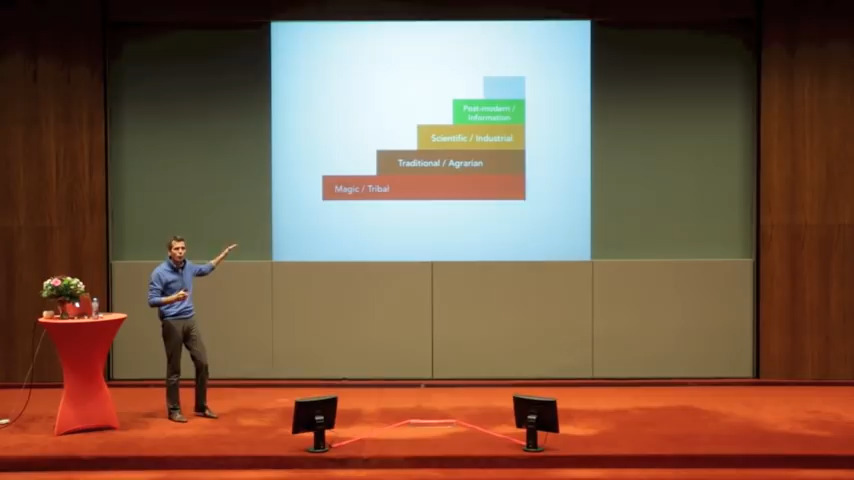 Post-modern /
Information
Scientific / Industrial
Traditional / Agrarian
Magic / Tribal